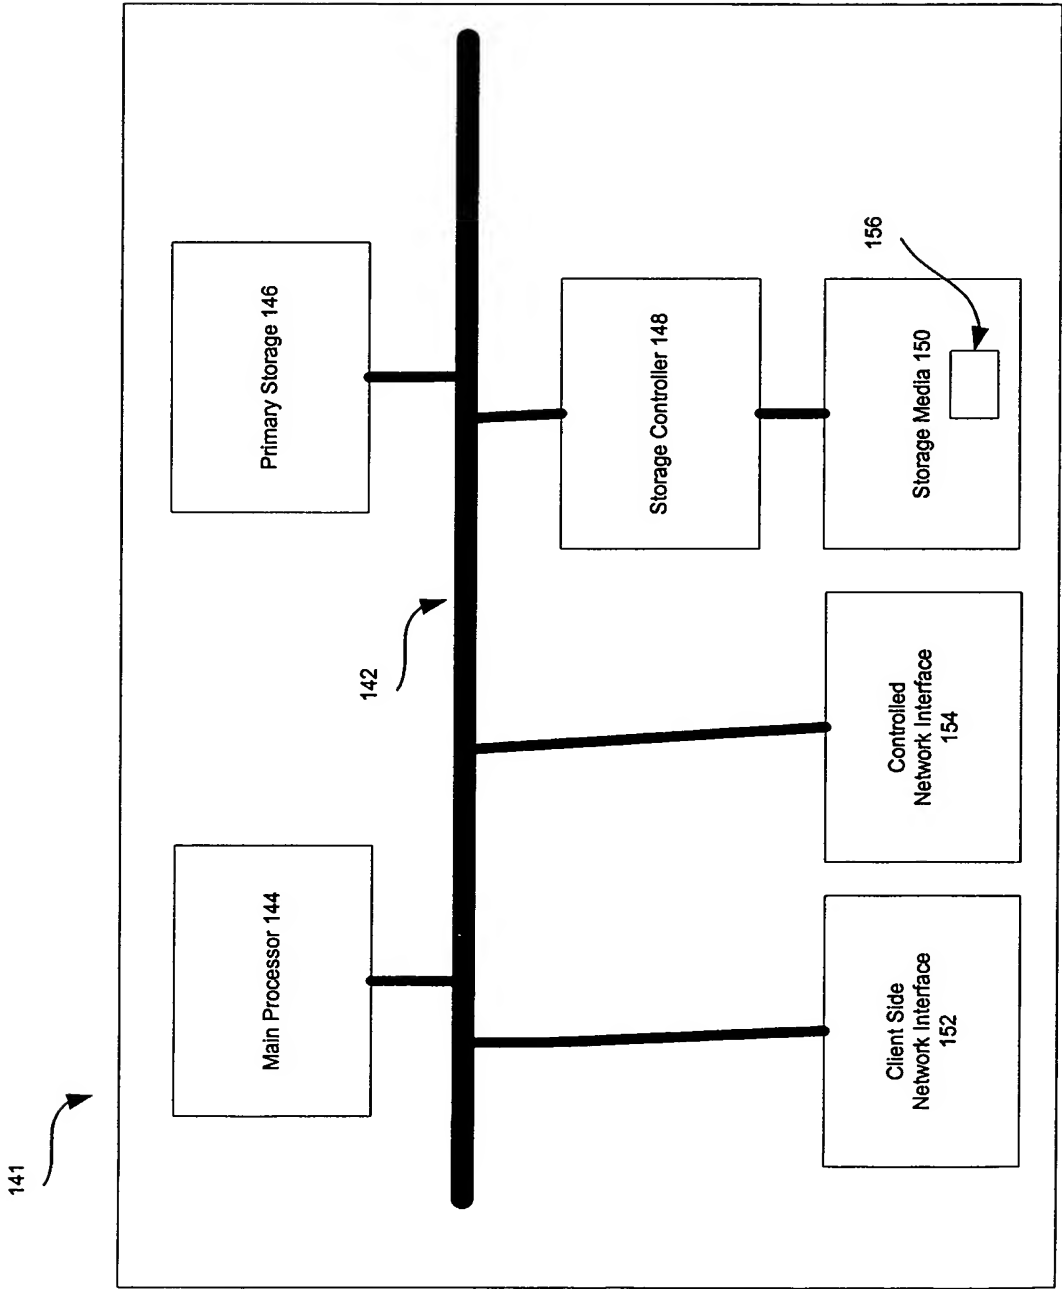 141
Main Processor 144
Primary Storage 146
142
Client Side
Network Interface
152
Controlled
Network Interface
154
Storage Controller 148
Storage Media 150
156